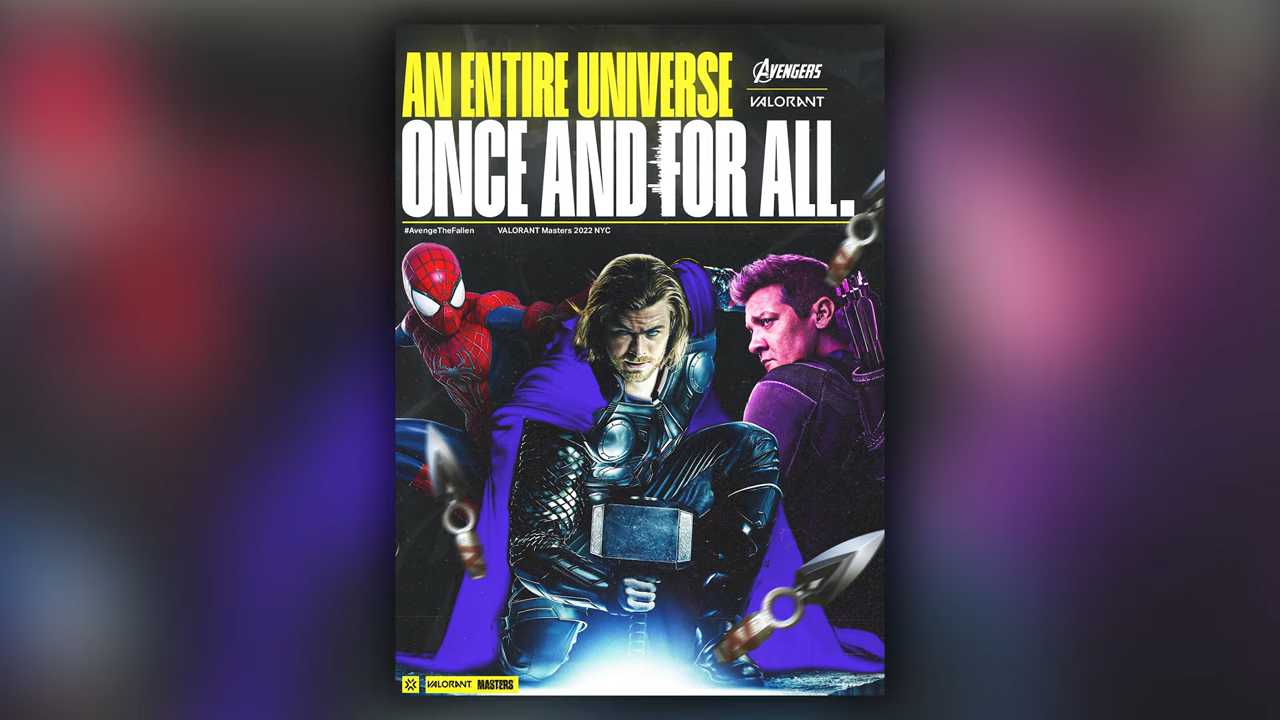 AN ENTIRE UNIVERSE
ONCE AND FOR ALL.
AVENGERS
VALORANT
#AvengeTheFallen VALORANT Masters 2022 NYC
VALORANT MASTERS